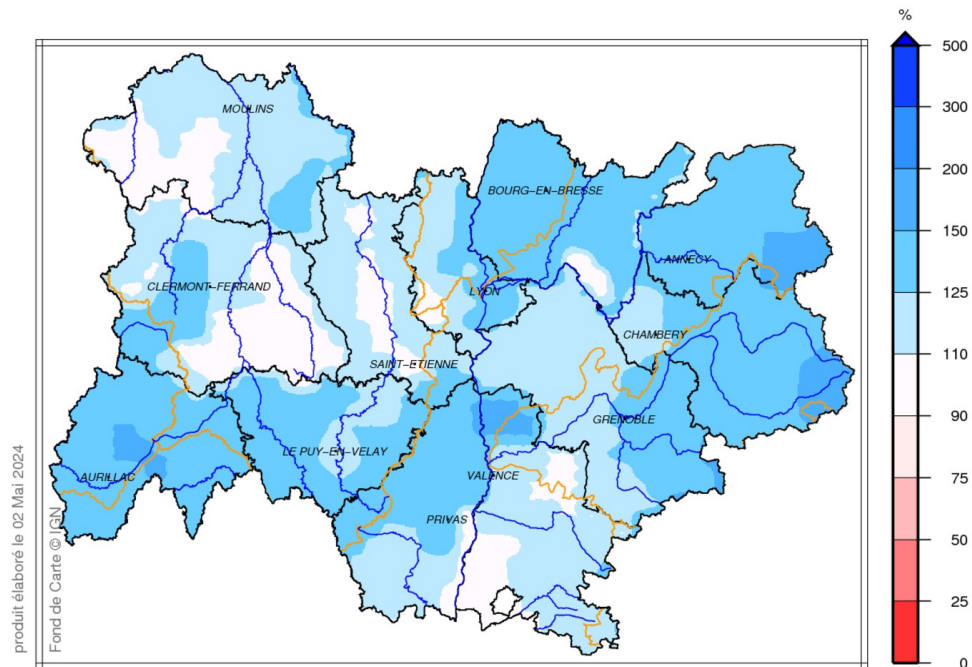 %
500
300
200
150
125
110
90
75
50
25
0
MOULINS
BOURG-EN-BRESSE
ANNECY
CLERMONT-FERRAND
LYON
CHAMBERY
SAINT-ETIENNE
GRENOBLE
LE PUY-EN-VELAY
AURILLAC
VALENCE
PRIVAS
produit élaboré le 02 Mai 2024
Fond de Carte © IGN